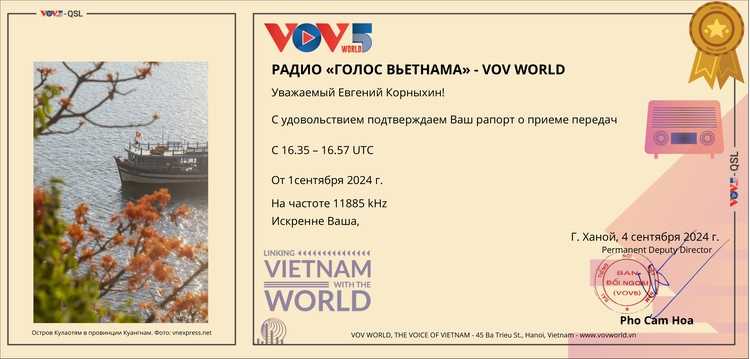 VOV5 - QSL
Остров Кулаотям в провинции Куангнам. Фото: vnexpress.net
VOV5
WORLD
РАДИО «ГОЛОС ВЬЕТНАМА» - VOV WORLD
Уважаемый Евгений Корныхин!
С удовольствием подтверждаем Ваш рапорт о приеме передач
С 16.35 – 16.57 UTC
От 1сентября 2024 г.
На частоте 11885 kHz
Искренне Ваша,
Г. Ханой, 4 сентября 2024 г.
Permanent Deputy Director
BAN
ĐỐI NGOẠI
(VOV5)
Pho Cam Hoa
LINKING
VIETNAM
WITH THE
WORLD
VOV WORLD, THE VOICE OF VIETNAM - 45 Ba Trieu St., Hanoi, Vietnam - www.vovworld.vn
VOV5 - QSL